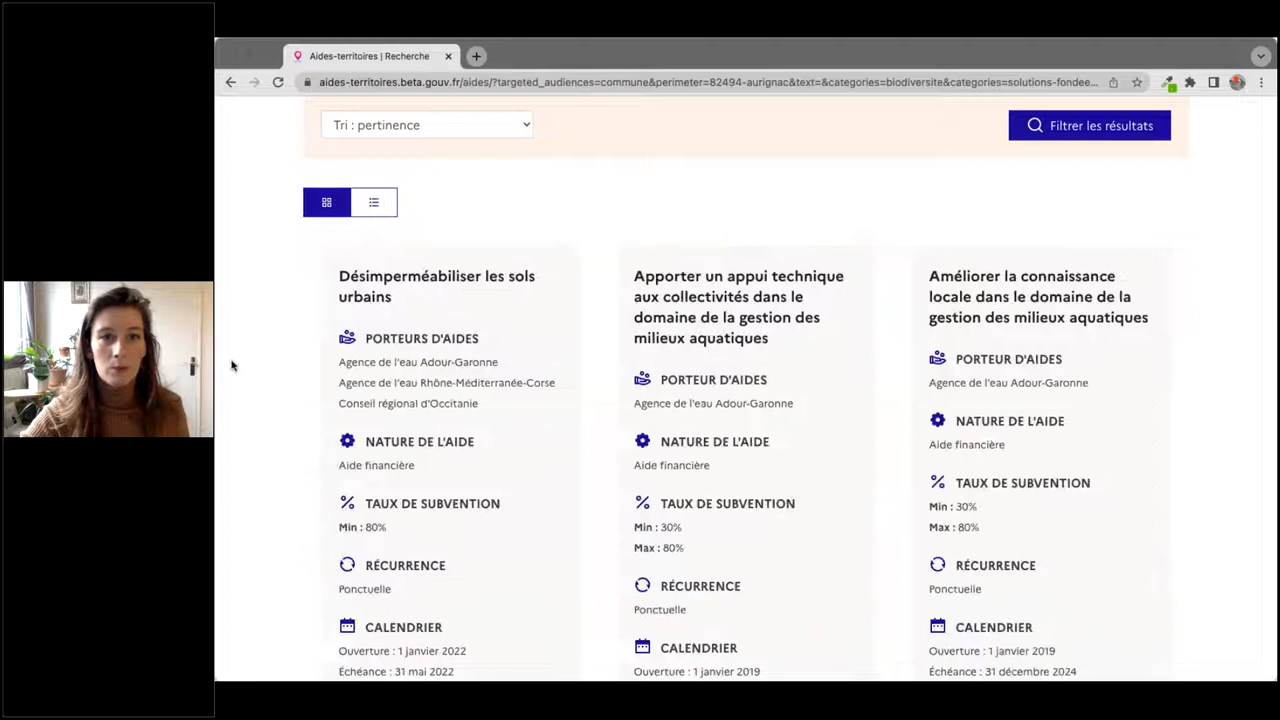 Aides-territoires | Recherche
aides-territoires.beta.gouv.fr/aides/?targeted_audiences=commune&perimeter=82494-aurignac&text=&categories=biodiversite&categories=solutions-fondee...
Tri : pertinence
Filtrer les résultats
Désimperméabiliser les sols
urbains
PORTEURS D'AIDES
Agence de l'eau Adour-Garonne
Agence de l'eau Rhône-Méditerranée-Corse
Conseil régional d'Occitanie
NATURE DE L'AIDE
Aide financière
TAUX DE SUBVENTION
Min : 80%
RÉCURRENCE
Ponctuelle
CALENDRIER
Ouverture : 1 janvier 2022
Échéance : 31 mai 2022
Apporter un appui technique
aux collectivités dans le
domaine de la gestion des
milieux aquatiques
PORTEUR D'AIDES
Agence de l'eau Adour-Garonne
NATURE DE L'AIDE
Aide financière
TAUX DE SUBVENTION
Min : 30%
Max : 80%
RÉCURRENCE
Ponctuelle
CALENDRIER
Ouverture : 1 janvier 2019
Améliorer la connaissance
locale dans le domaine de la
gestion des milieux aquatiques
PORTEUR D'AIDES
Agence de l'eau Adour-Garonne
NATURE DE L'AIDE
Aide financière
TAUX DE SUBVENTION
Min : 30%
Max : 80%
RÉCURRENCE
Ponctuelle
CALENDRIER
Ouverture : 1 janvier 2019
Échéance : 31 décembre 2024